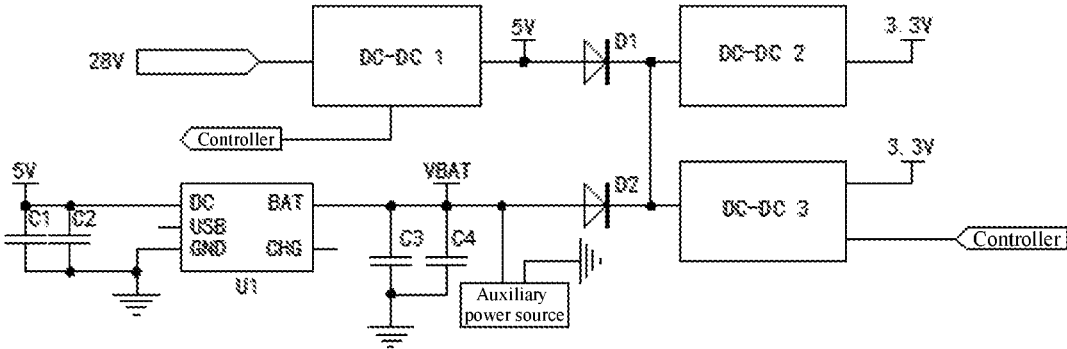 28V
DC-DC 1
5V
D1
DC-DC 2
3.3V
Controller
5V
C1
C2
DC
BAT
USB
GND
CHG
U1
VBAT
C3
C4
D2
Auxiliary
power source
DC-DC 3
3.3V
Controller